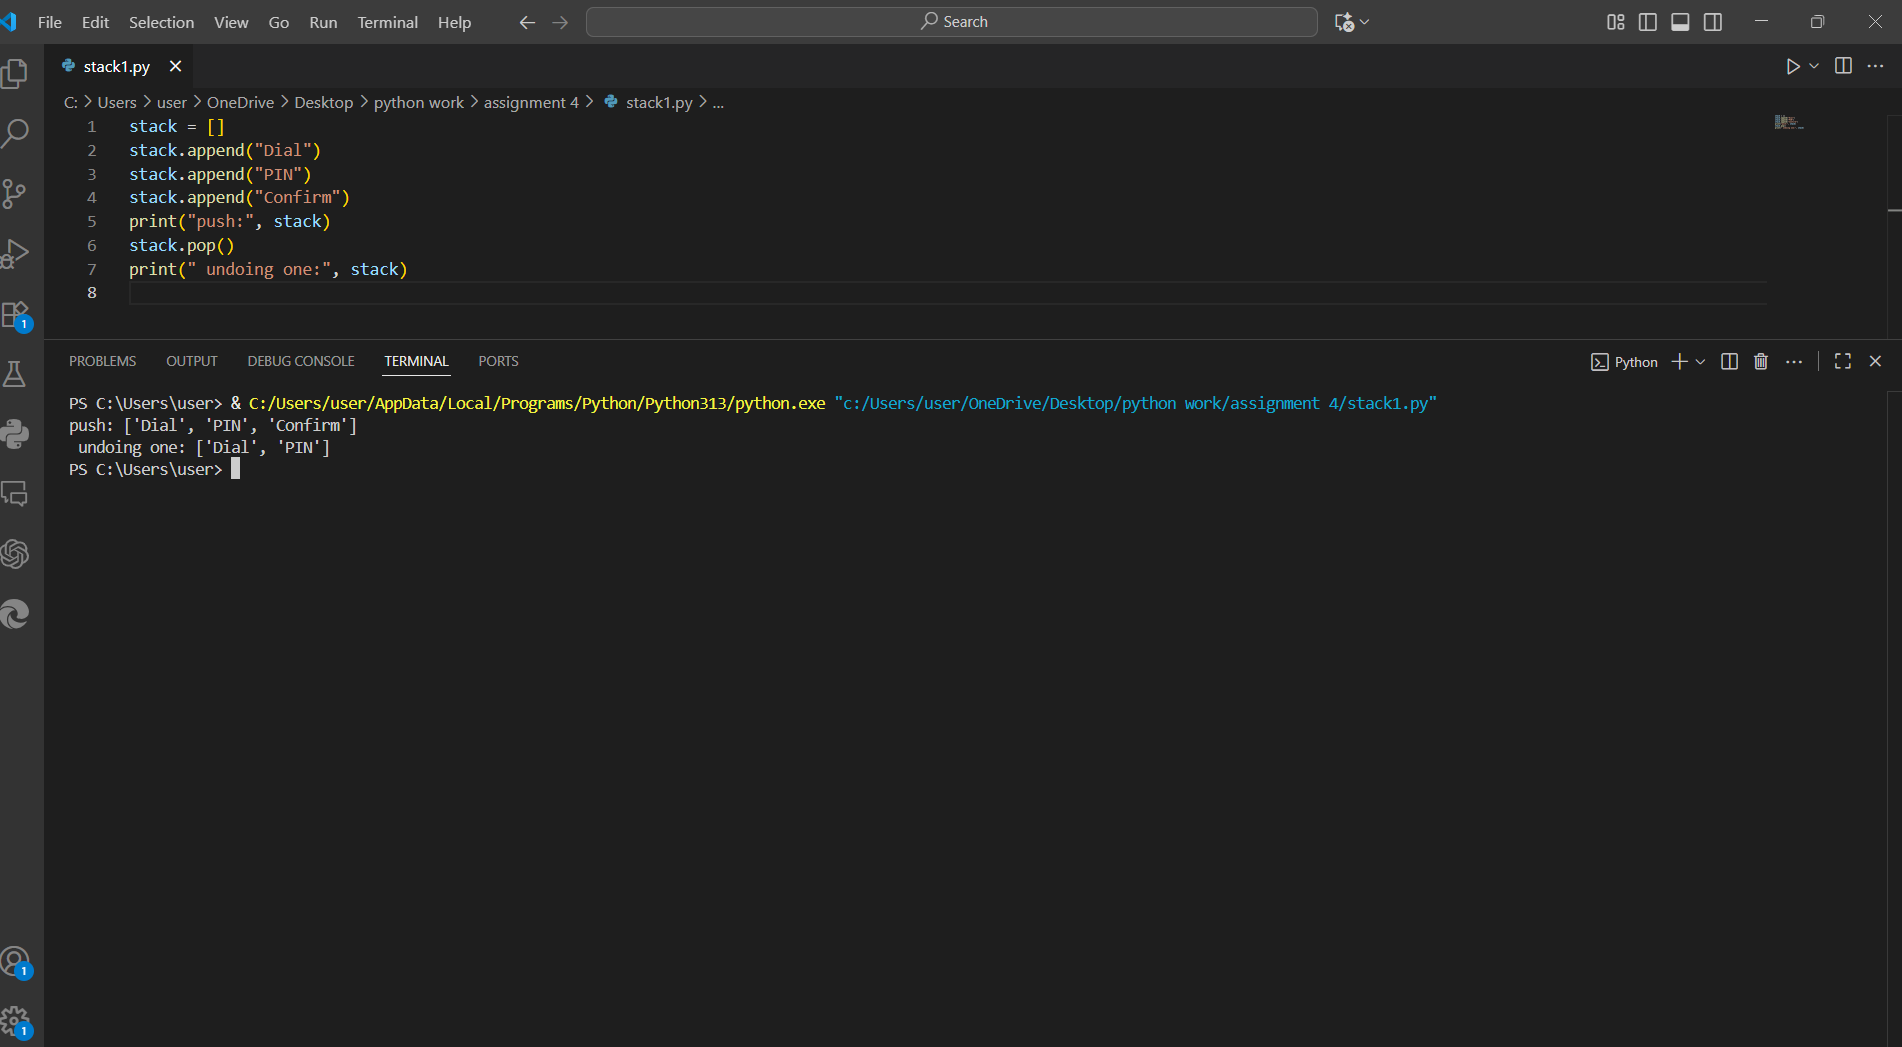 File Edit Selection View Go Run Terminal Help Search
stack1.py
C: > Users > user > OneDrive > Desktop > python work > assignment 4 > stack1.py > ...
1 stack = []
2 stack.append("Dial")
3 stack.append("PIN")
4 stack.append("Confirm")
5 print("push:", stack)
6 stack.pop()
7 print(" undoing one:", stack)
8
1
PROBLEMS OUTPUT DEBUG CONSOLE TERMINAL PORTS Python
PS C:\Users\user> & C:/Users/user/AppData/Local/Programs/Python/Python313/python.exe "c:/Users/user/OneDrive/Desktop/python work/assignment 4/stack1.py"
push: ['Dial', 'PIN', 'Confirm']
 undoing one: ['Dial', 'PIN']
PS C:\Users\user>
1
1